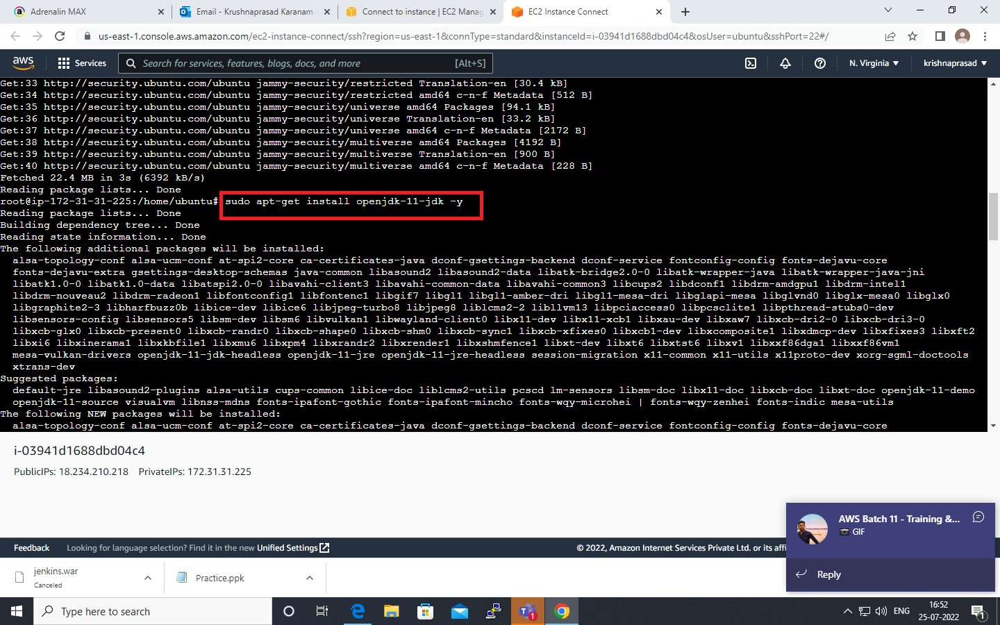 Adrenalin MAX
Email - Krushnaprasad Karanam -
Connect to instance | EC2 Manag
EC2 Instance Connect
us-east-1.console.aws.amazon.com/ec2-instance-connect/ssh?region=us-east-1&connType=standard&instanceId=i-03941d1688dbd04c4&osUser=ubuntu&sshPort=22#/
aws
Services
Search for services, features, blogs, docs, and more
[Alt+S]
N. Virginia
krishnaprasad
Get:33 http://security.ubuntu.com/ubuntu jammy-security/restricted Translation-en [30.4 kB]
Get:34 http://security.ubuntu.com/ubuntu jammy-security/restricted amd64 c-n-f Metadata [512 B]
Get:35 http://security.ubuntu.com/ubuntu jammy-security/universe amd64 Packages [94.1 kB]
Get:36 http://security.ubuntu.com/ubuntu jammy-security/universe Translation-en [33.2 kB]
Get:37 http://security.ubuntu.com/ubuntu jammy-security/universe amd64 c-n-f Metadata [2172 B]
Get:38 http://security.ubuntu.com/ubuntu jammy-security/multiverse amd64 Packages [4192 B]
Get:39 http://security.ubuntu.com/ubuntu jammy-security/multiverse Translation-en [900 B]
Get:40 http://security.ubuntu.com/ubuntu jammy-security/multiverse amd64 c-n-f Metadata [228 B]
Fetched 22.4 MB in 3s (6392 kB/s)
Reading package lists... Done
root@ip-172-31-31-225:/home/ubuntu# sudo apt-get install openjdk-11-jdk -y
Reading package lists... Done
Building dependency tree... Done
Reading state information... Done
The following additional packages will be installed:
alsa-topology-conf alsa-ucm-conf at-spi2-core ca-certificates-java dconf-gsettings-backend dconf-service fontconfig-config fonts-dejavu-core
fonts-dejavu-extra gsettings-desktop-schemas java-common libasound2 libasound2-data libatk-bridge2.0-0 libatk-wrapper-java libatk-wrapper-java-jni
libatk1.0-0 libatk1.0-data libatspi2.0-0 libavahi-client3 libavahi-common-data libavahi-common3 libcups2 libdconf1 libdrm-amdgpu1 libdrm-intel1
libdrm-nouveau2 libdrm-radeon1 libfontconfig1 libfontenc1 libgif7 libgl1 libgl1-amber-dri libgl1-mesa-dri libglapi-mesa libglvnd0 libglx-mesa0 libglx0
libgraphite2-3 libharfbuzz0b libice-dev libice6 libjpeg-turbo8 libjpeg8 liblcms2-2 libllvm13 libpciaccess0 libpcsclite1 libpthread-stubs0-dev
libsensors-config libsensors5 libsm-dev libsm6 libvulkan1 libwayland-client0 libx11-dev libx11-xcb1 libxau-dev libxaw7 libxcb-dri2-0 libxcb-dri3-0
libxcb-glx0 libxcb-present0 libxcb-randr0 libxcb-shape0 libxcb-shm0 libxcb-sync1 libxcb-xfixes0 libxcb1-dev libxcomposite1 libxdmcp-dev libxfixes3 libxft2
libxi6 libxinerama1 libxkbfile1 libxmu6 libxpm4 libxrandr2 libxrender1 libxshmfence1 libxt-dev libxt6 libxtst6 libxv1 libxxf86dga1 libxxf86vm1
mesa-vulkan-drivers openjdk-11-jdk-headless openjdk-11-jre openjdk-11-jre-headless session-migration x11-common x11-utils x11proto-dev xorg-sgml-doctools
xtrans-dev
Suggested packages:
default-jre libasound2-plugins alsa-utils cups-common libice-doc liblcms2-utils pcscd lm-sensors libsm-doc libx11-doc libxcb-doc libxt-doc openjdk-11-demo
openjdk-11-source visualvm libnss-mdns fonts-ipafont-gothic fonts-ipafont-mincho fonts-wqy-microhei | fonts-wqy-zenhei fonts-indic mesa-utils
The following NEW packages will be installed:
alsa-topology-conf alsa-ucm-conf at-spi2-core ca-certificates-java dconf-gsettings-backend dconf-service fontconfig-config fonts-dejavu-core
i-03941d1688dbd04c4
PublicIPs: 18.234.210.218 PrivateIPs: 172.31.31.225
AWS Batch 11 - Training &...
GIF
Reply
Feedback
Looking for language selection? Find it in the new Unified Settings
© 2022, Amazon Internet Services Private Ltd. or its affi
jenkins.war
Canceled
Practice.ppk
Type here to search
1
ENG
16:52
25-07-2022
1